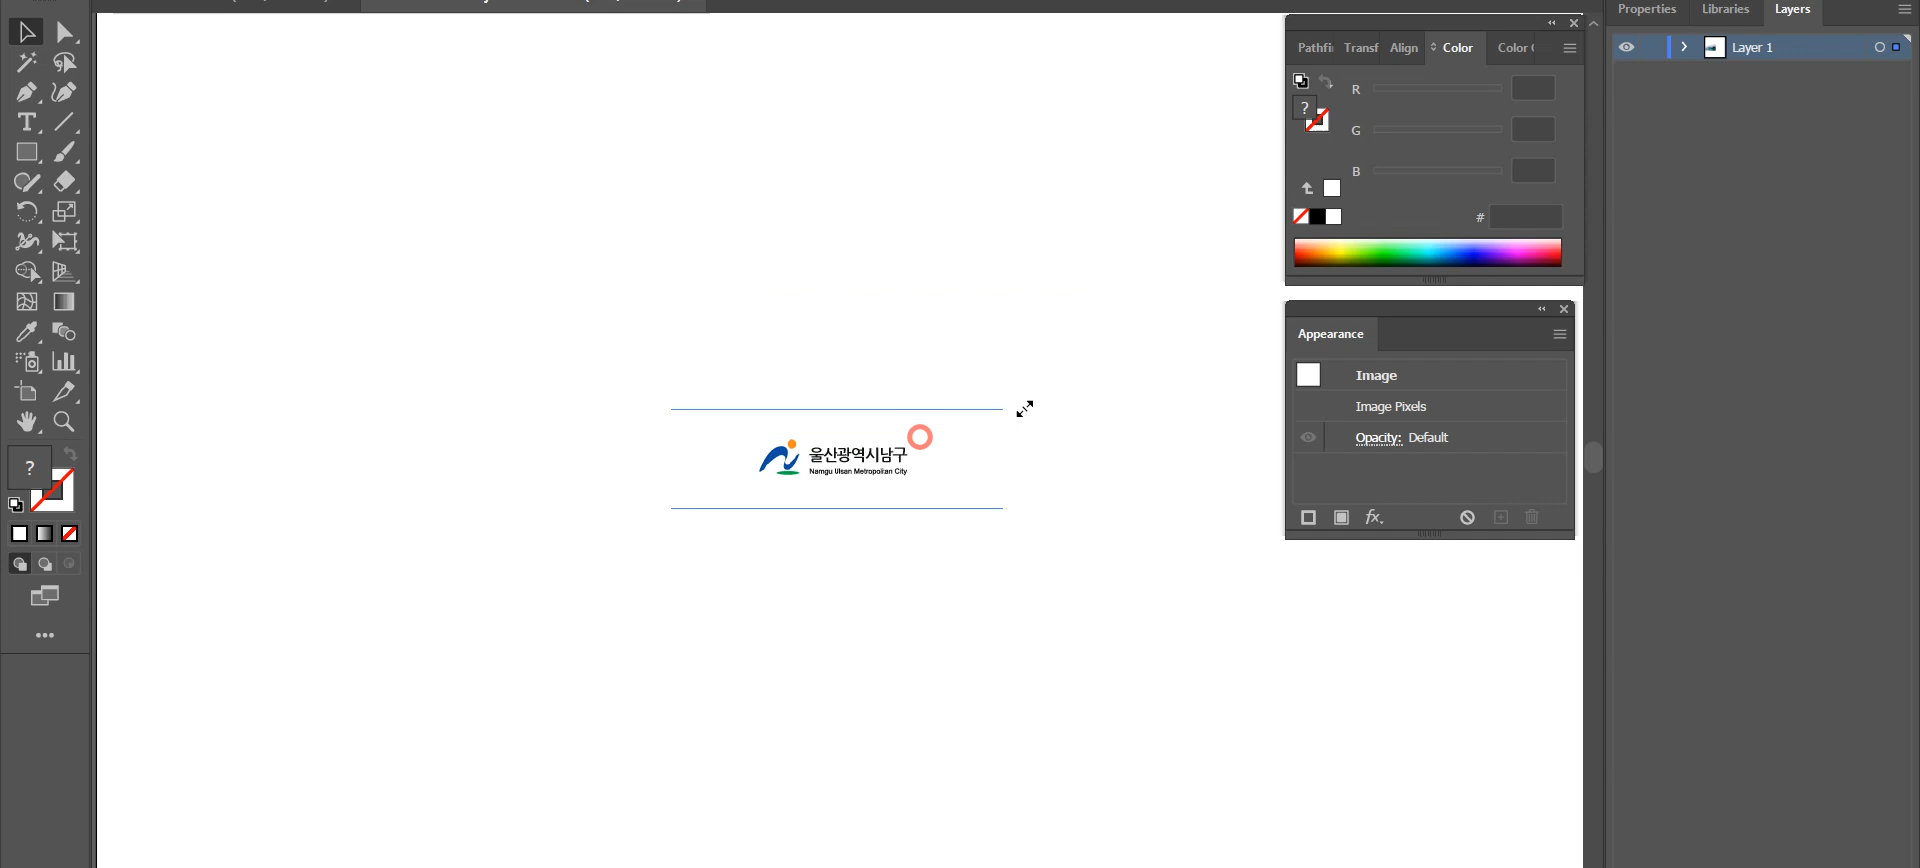 Properties Libraries Layers
Layer 1
Pathfi Transf Align Color Color
R
G
B
#
?
Appearance
Image
Image Pixels
Opacity: Default
fx
T
?
울산광역시남구
Namgu Ulsan Metropolitan City